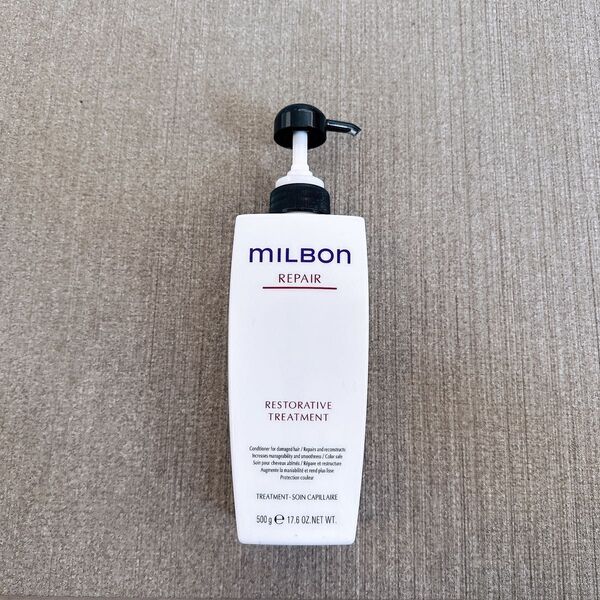 MILBON
REPAIR
RESTORATIVE
TREATMENT
Conditioner for damaged hair / Repairs and reconstructs
Increases manageability and smoothness / Color safe
Soin pour cheveux abîmés / Répare et restructure
Augmente la maniabilité et rend plus lisse
Protection couleur
TREATMENT-SOIN CAPILLAIRE
500 g ℮ 17.6 OZ.NET WT.